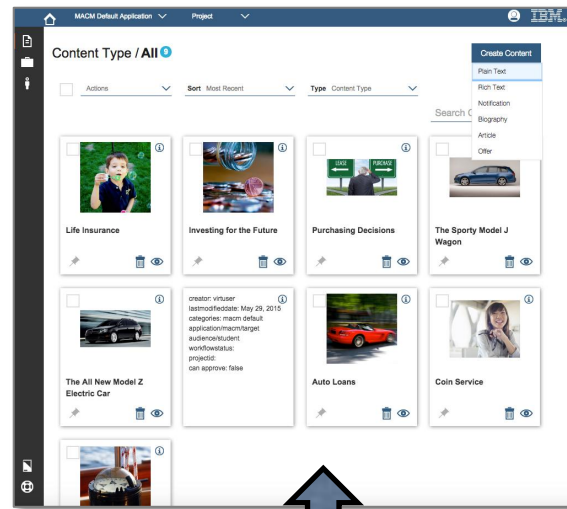 MACM Default Application
Project
IBM
Content Type / All 9
Create Content
Plain Text
Rich Text
Notification
Biography
Article
Offer
Actions
Sort Most Recent
Type Content Type
Search C
LEASE
PURCHASE
Life Insurance
Investing for the Future
Purchasing Decisions
The Sporty Model J
Wagon
creator: virtuser
lastmodifieddate: May 29, 2015
categories: macm default
application/macm/target
audience/student
workflowstatus:
projectid:
can approve: false
The All New Model Z
Electric Car
Auto Loans
Coin Service